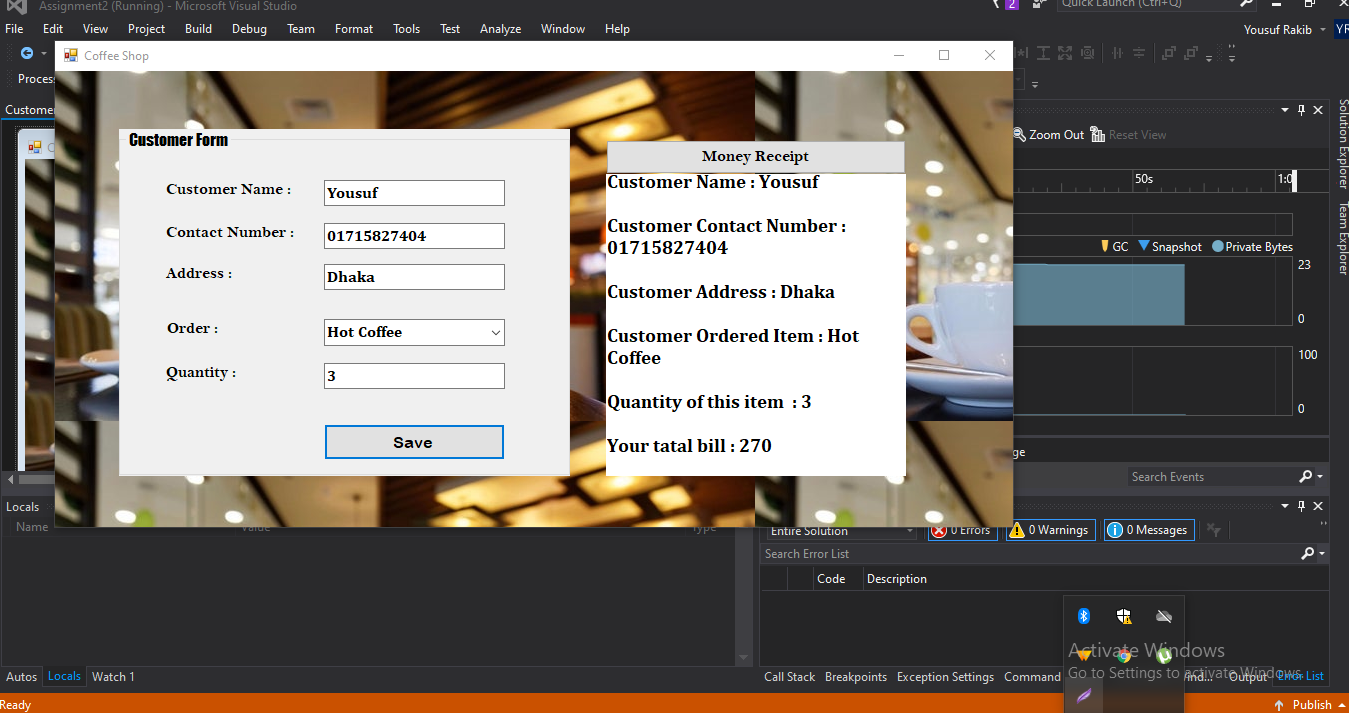 Assignment2 (Running) - Microsoft Visual Studio
2
Quick Launch (Ctrl+Q)
File Edit View Project Build Debug Team Format Tools Test Analyze Window Help
Yousuf Rakib
YR
Coffee Shop
Process
Customer
Customer Form
Customer Name :
Yousuf
Contact Number :
01715827404
Address :
Dhaka
Order :
Hot Coffee
Quantity :
3
Save
Money Receipt
Customer Name : Yousuf
Customer Contact Number :
01715827404
Customer Address : Dhaka
Customer Ordered Item : Hot
Coffee
Quantity of this item : 3
Your tatal bill : 270
Solution Explorer
Team Explorer
Zoom Out Reset View
50s
1:0
GC Snapshot Private Bytes
23
0
100
0
Search Events
Locals
Name Value Type
Entire Solution
0 Errors 0 Warnings 0 Messages
Search Error List
Code Description
Activate Windows
Go to Settings to activate Windows.
Autos Locals Watch 1
Call Stack Breakpoints Exception Settings Command Output Error List
Ready
Publish